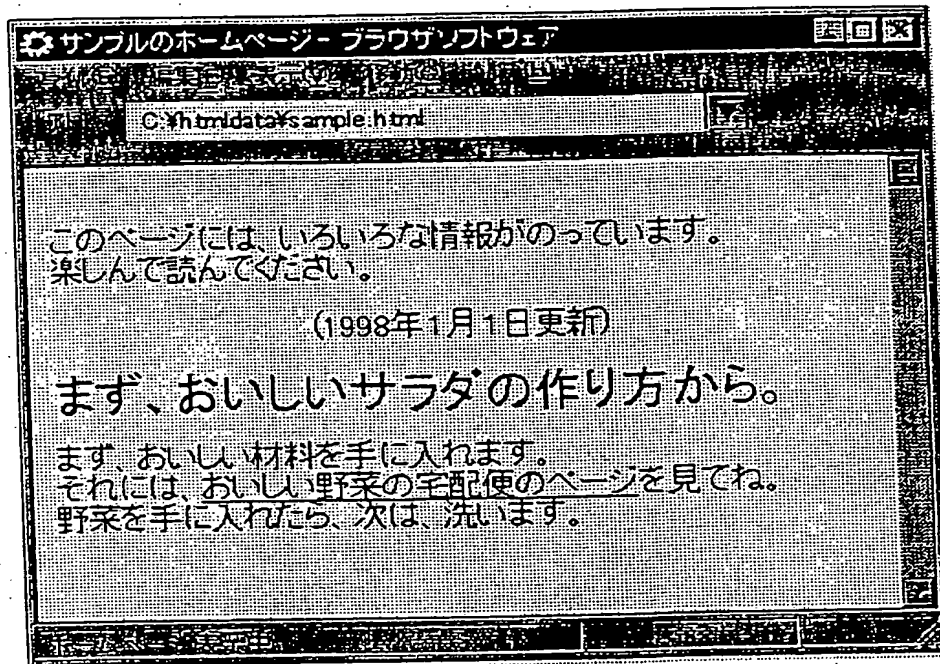 サンプルのホームページ - ブラウザソフトウェア
C:¥htmldata¥sample.html
このページには、いろいろな情報がのっています。
楽しんで読んでください。
(1998年1月1日更新)
まず、おいしいサラダの作り方から。
まず、おいしい材料を手に入れます。
それには、おいしい野菜の宅配便のページを見てね。
野菜を手に入れたら、次は、洗います。